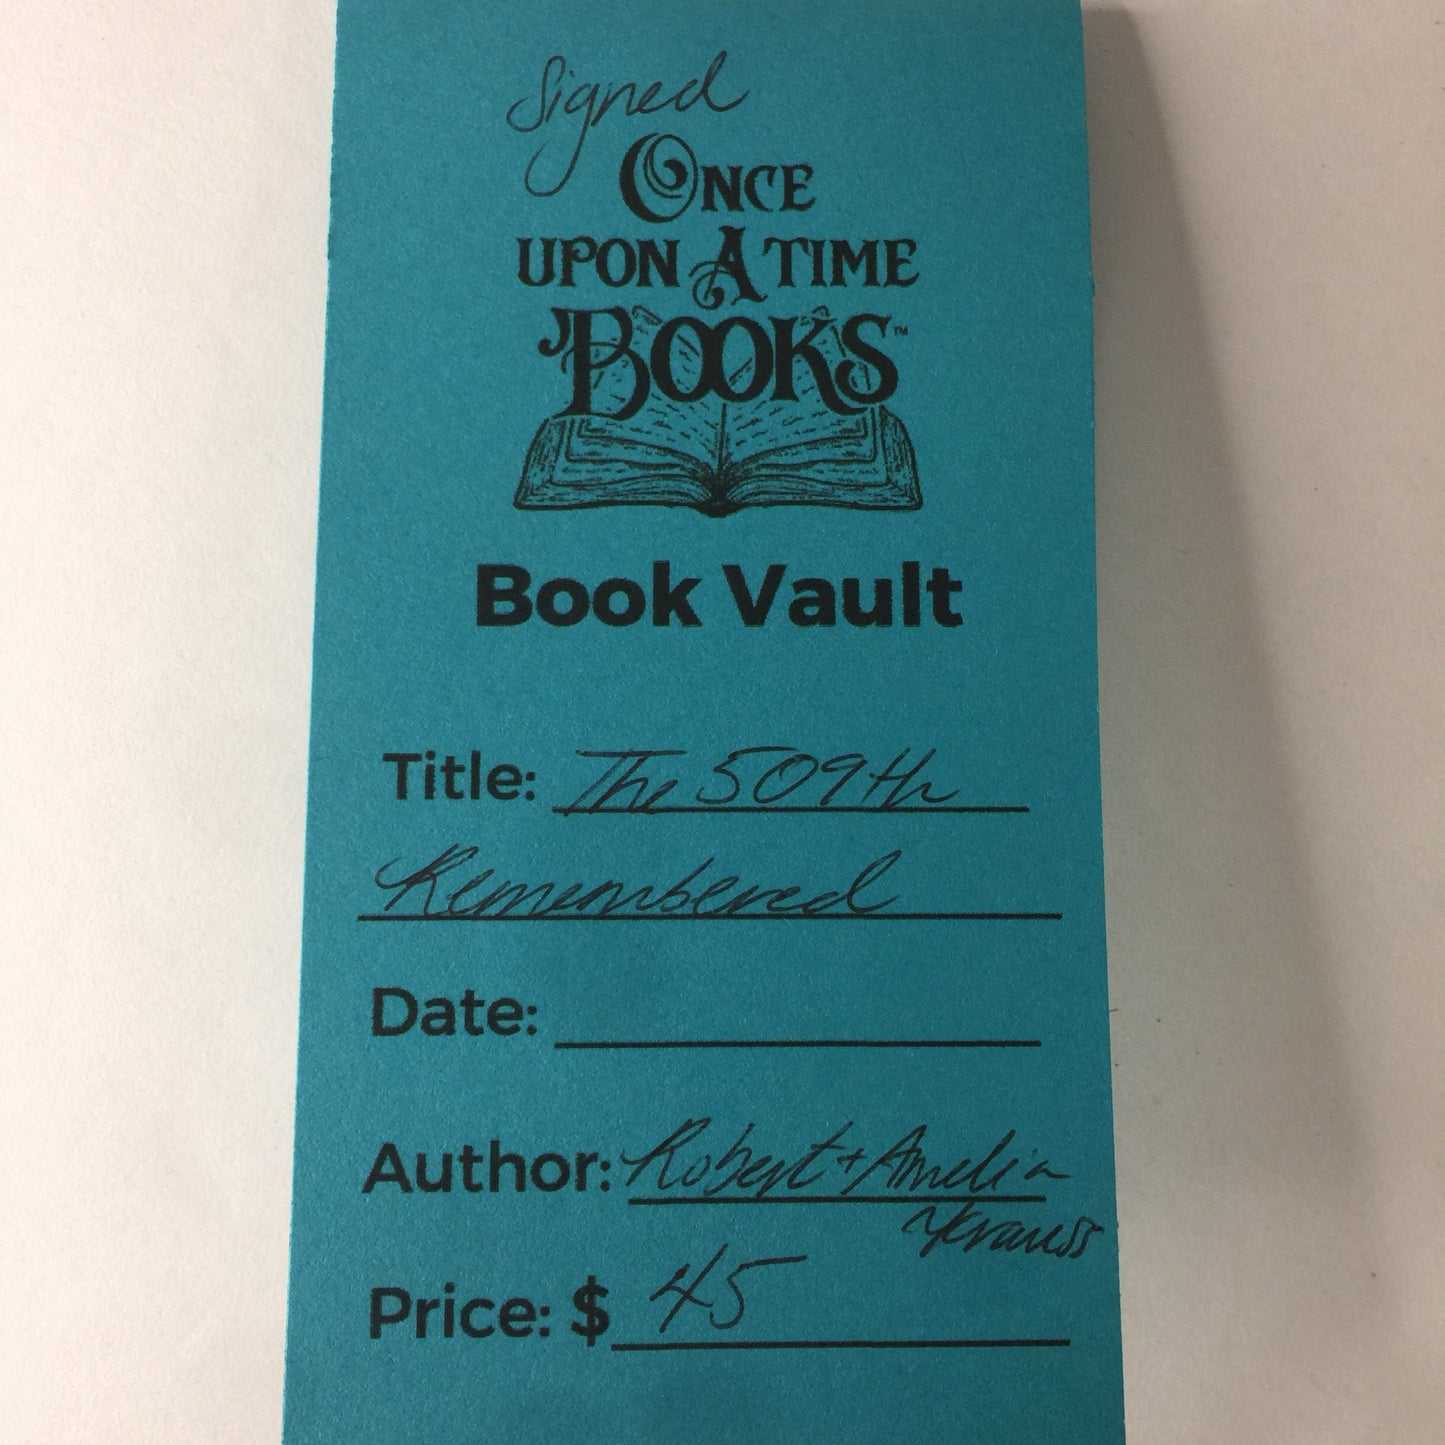 Signed
ONCE
UPON A TIME
BOOKS™
Book Vault
Title: The 509th
Remembered
Date:
Author: Robert + Amelia
Krauss
Price: $ 45